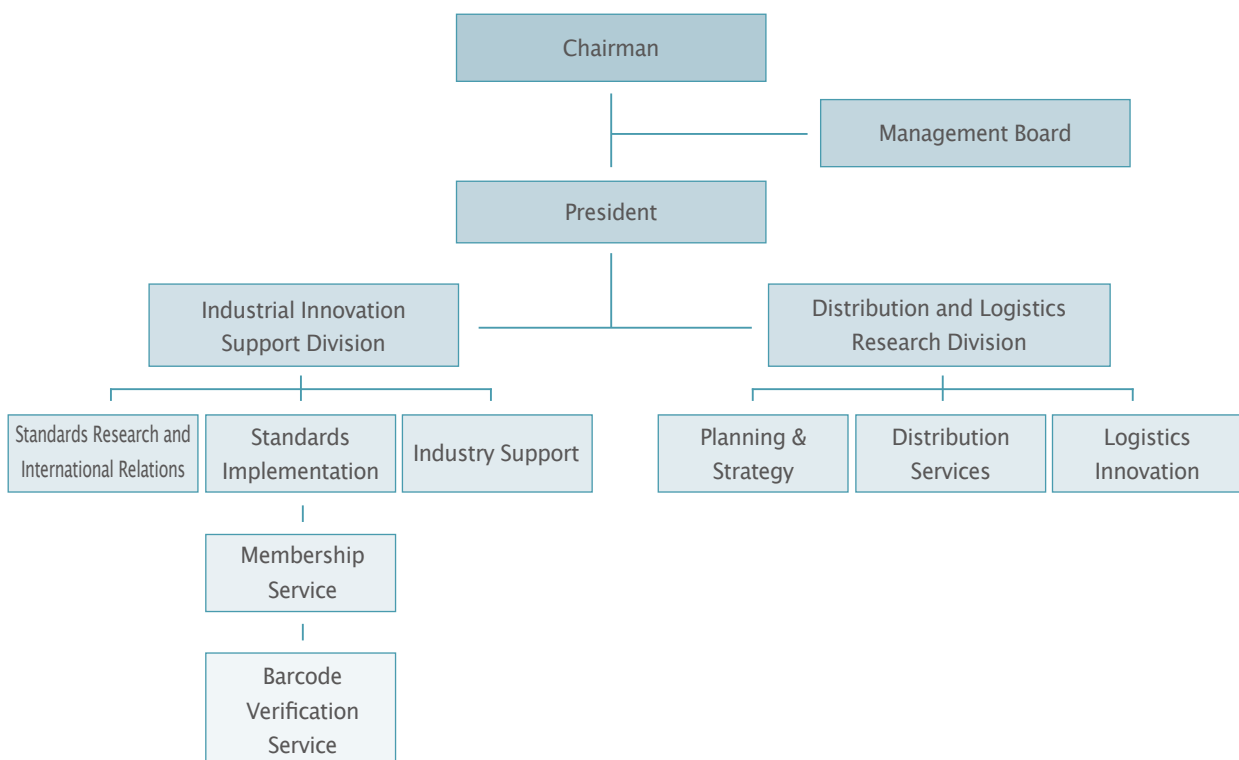 Chairman
Management Board
President
Industrial Innovation
Support Division
Distribution and Logistics
Research Division
Standards Research and
International Relations
Standards
Implementation
Industry Support
Planning &
Strategy
Distribution
Services
Logistics
Innovation
Membership
Service
Barcode
Verification
Service